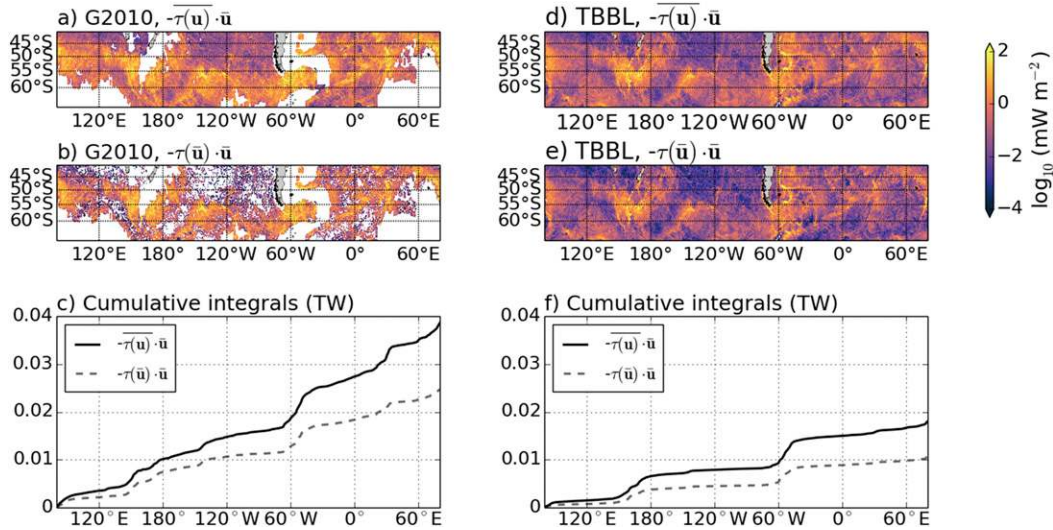 a) G2010, -τ(u)‾·ū
45°S
50°S
55°S
60°S
120°E 180° 120°W 60°W 0° 60°E
b) G2010, -τ(ū)·ū
45°S
50°S
55°S
60°S
120°E 180° 120°W 60°W 0° 60°E
c) Cumulative integrals (TW)
0.04
0.03
0.02
0.01
0
-τ(u)‾·ū
-τ(ū)·ū
120°E 180° 120°W 60°W 0° 60°E
d) TBBL, -τ(u)‾·ū
45°S
50°S
55°S
60°S
120°E 180° 120°W 60°W 0° 60°E
e) TBBL, -τ(ū)·ū
45°S
50°S
55°S
60°S
120°E 180° 120°W 60°W 0° 60°E
f) Cumulative integrals (TW)
0.04
0.03
0.02
0.01
0
-τ(u)‾·ū
-τ(ū)·ū
120°E 180° 120°W 60°W 0° 60°E
2
0
−2
−4
log₁₀ (mW m⁻²)